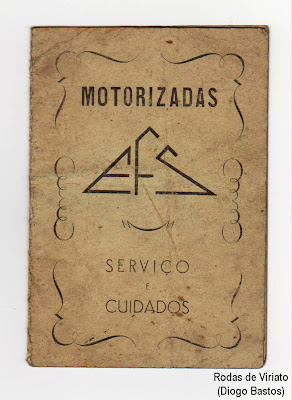 MOTORIZADAS
EFS
SERVIÇO
E
CUIDADOS
Rodas de Viriato
(Diogo Bastos)